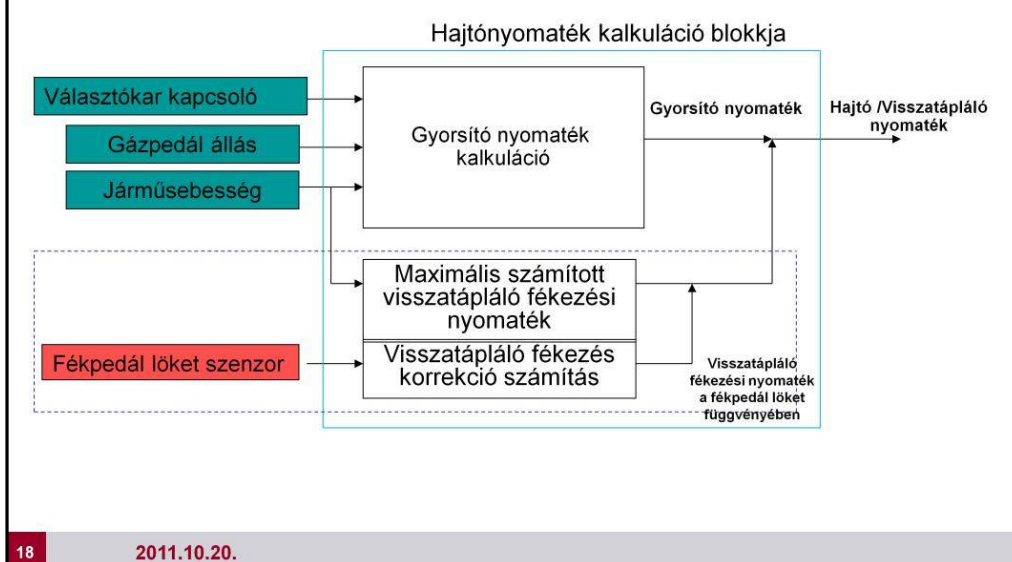 Hajtónyomaték kalkuláció blokkja
Választókar kapcsoló
Gázpedál állás
Járműsebesség
Gyorsító nyomaték
kalkuláció
Gyorsító nyomaték
Hajtó /Visszatápláló
nyomaték
Maximális számított
visszatápláló fékezési
nyomaték
Fékpedál löket szenzor
Visszatápláló fékezés
korrekció számítás
Visszatápláló
fékezési nyomaték
a fékpedál löket
függvényében
18
2011.10.20.